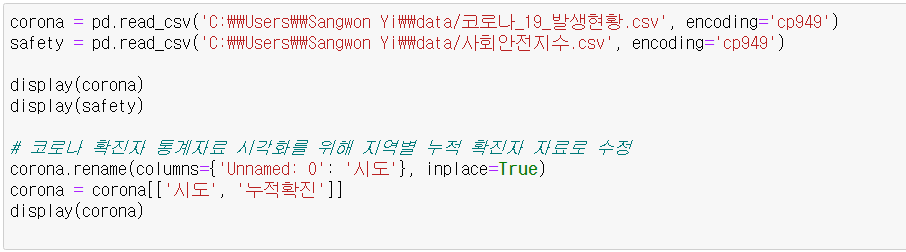 corona = pd.read_csv('C:₩₩Users₩₩Sangwon Yi₩₩data/코로나_19_발생현황.csv', encoding='cp949')
safety = pd.read_csv('C:₩₩Users₩₩Sangwon Yi₩₩data/사회안전지수.csv', encoding='cp949')
display(corona)
display(safety)
# 코로나 확진자 통계자료 시각화를 위해 지역별 누적 확진자 자료로 수정
corona.rename(columns={'Unnamed: 0': '시도'}, inplace=True)
corona = corona[['시도', '누적확진']]
display(corona)